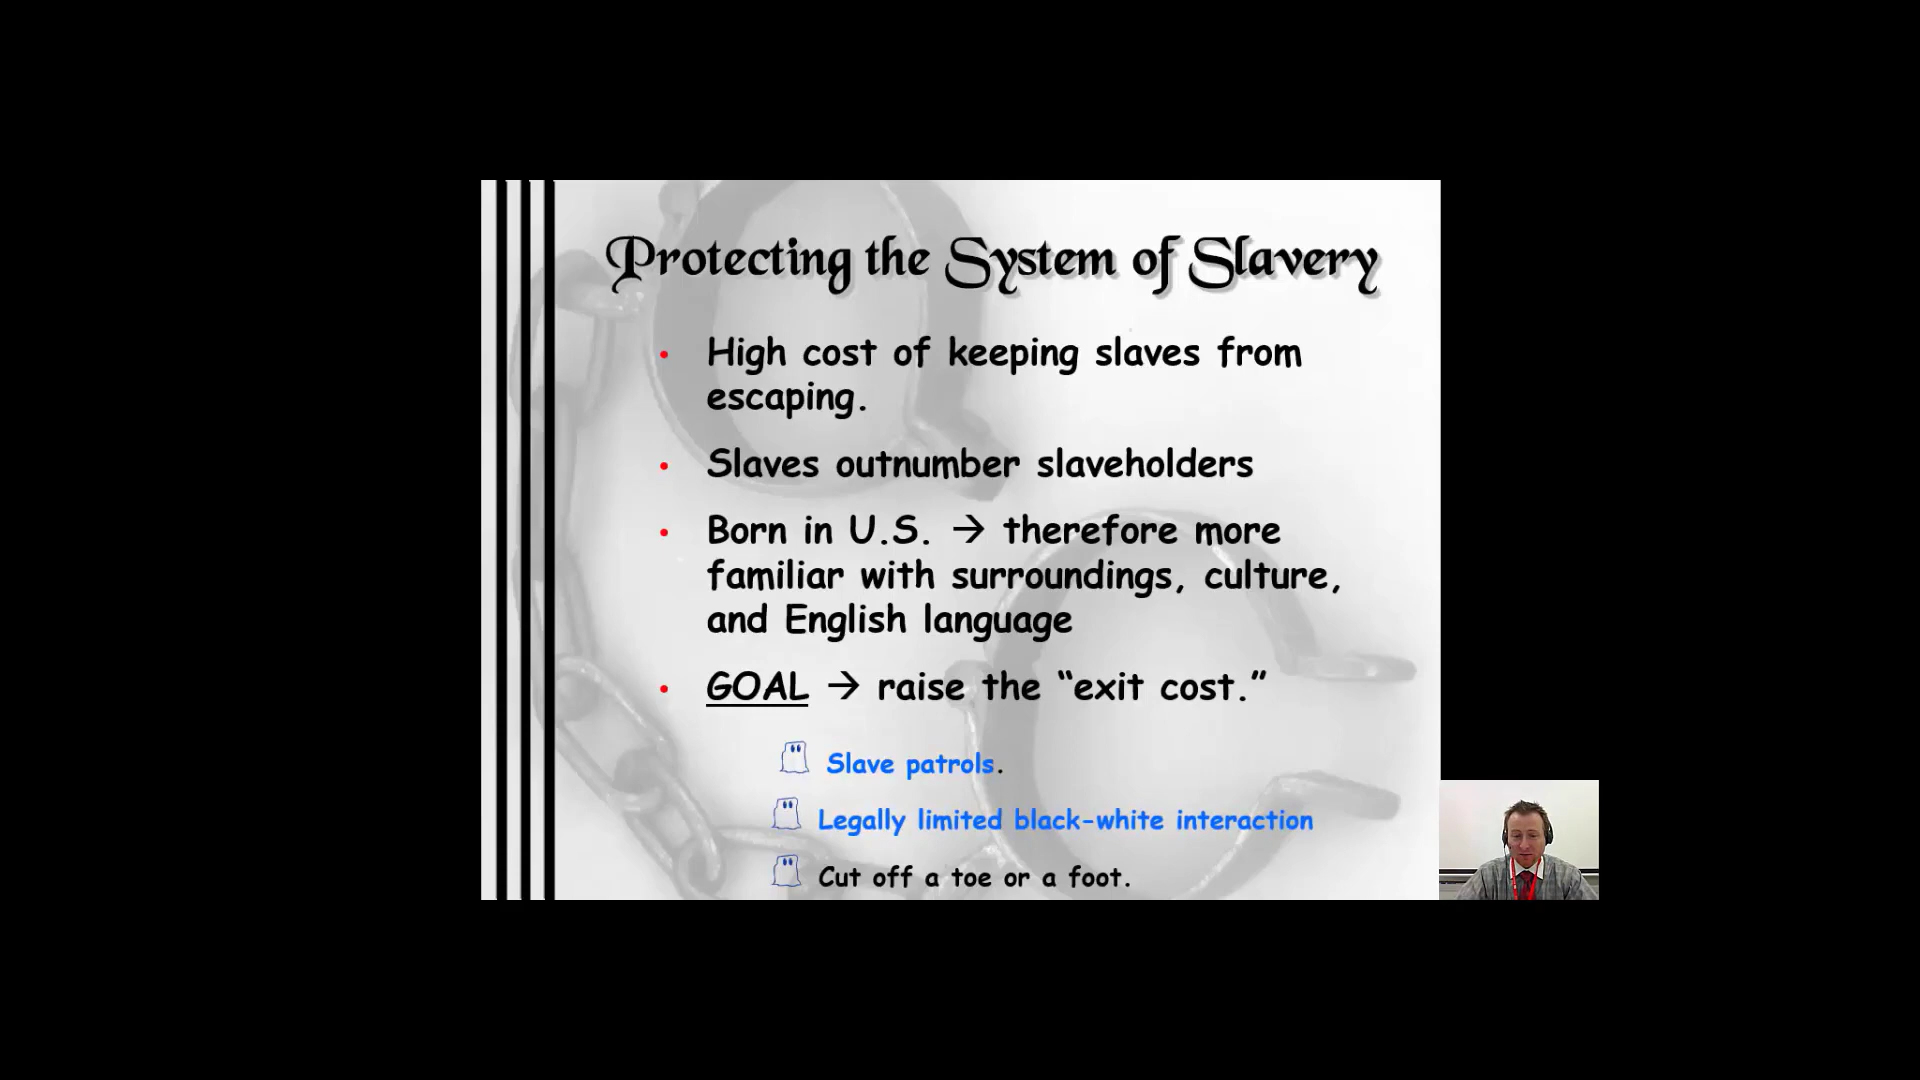 Protecting the System of Slavery
• High cost of keeping slaves from
escaping.
• Slaves outnumber slaveholders
• Born in U.S. → therefore more
familiar with surroundings, culture,
and English language
• GOAL → raise the “exit cost.”
Slave patrols.
Legally limited black-white interaction
Cut off a toe or a foot.